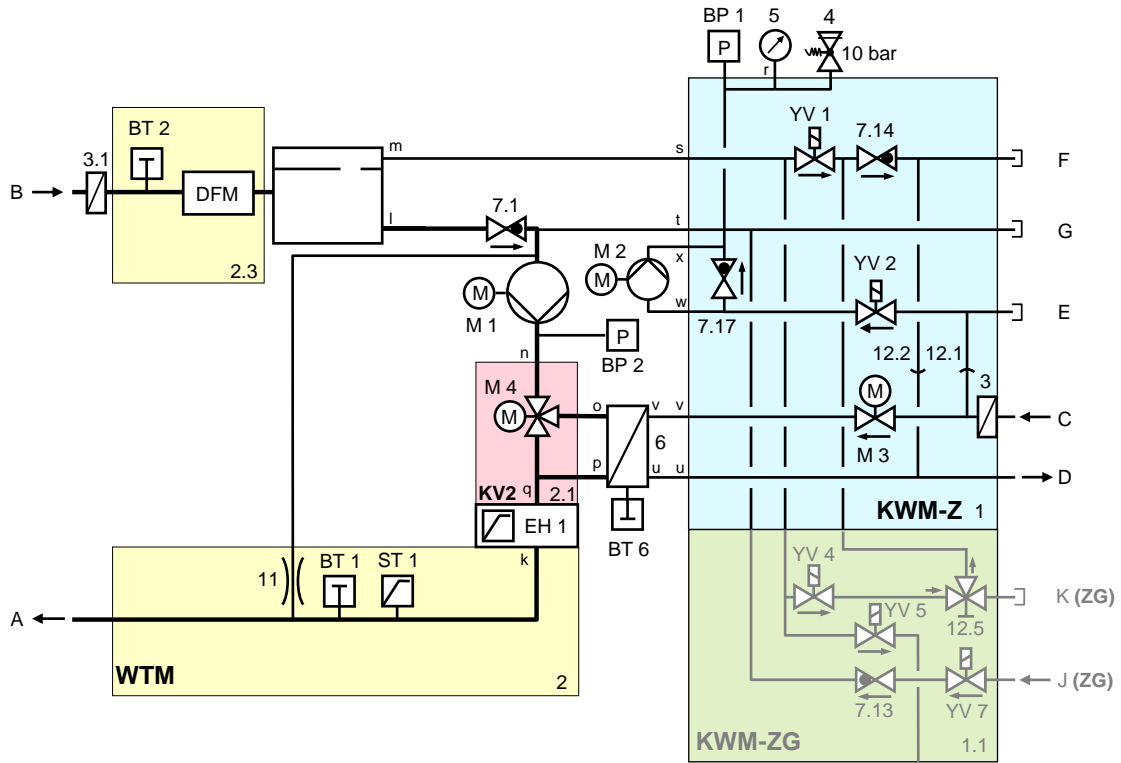 BP 1
5
4
P
10 bar
r
YV 1
7.14
BT 2
3.1
m
s
F
B
DFM
l
7.1
t
G
M 2
x
YV 2
2.3
M
M
w
E
M 1
7.17
P
n
BP 2
12.2
12.1
3
M 4
M
M
o
v
v
C
6
M 3
p
u
u
D
KV2
q
2.1
KWM-Z
1
EH 1
BT 6
k
YV 4
BT 1
ST 1
11
K (ZG)
A
YV 5
12.5
WTM
2
J (ZG)
7.13
YV 7
KWM-ZG
1.1